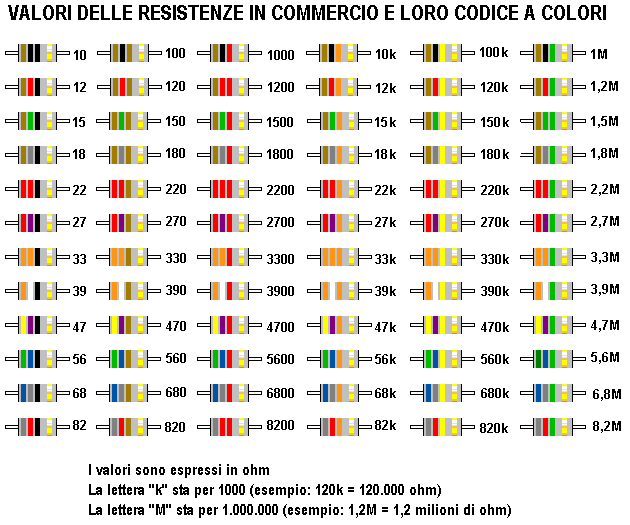 VALORI DELLE RESISTENZE IN COMMERCIO E LORO CODICE A COLORI
10 100 1000 10k 100k 1M
12 120 1200 12k 120k 1,2M
15 150 1500 15k 150k 1,5M
18 180 1800 18k 180k 1,8M
22 220 2200 22k 220k 2,2M
27 270 2700 27k 270k 2,7M
33 330 3300 33k 330k 3,3M
39 390 3900 39k 390k 3,9M
47 470 4700 47k 470k 4,7M
56 560 5600 56k 560k 5,6M
68 680 6800 68k 680k 6,8M
82 820 8200 82k 820k 8,2M
I valori sono espressi in ohm
La lettera "k" sta per 1000 (esempio: 120k = 120.000 ohm)
La lettera "M" sta per 1.000.000 (esempio: 1,2M = 1,2 milioni di ohm)